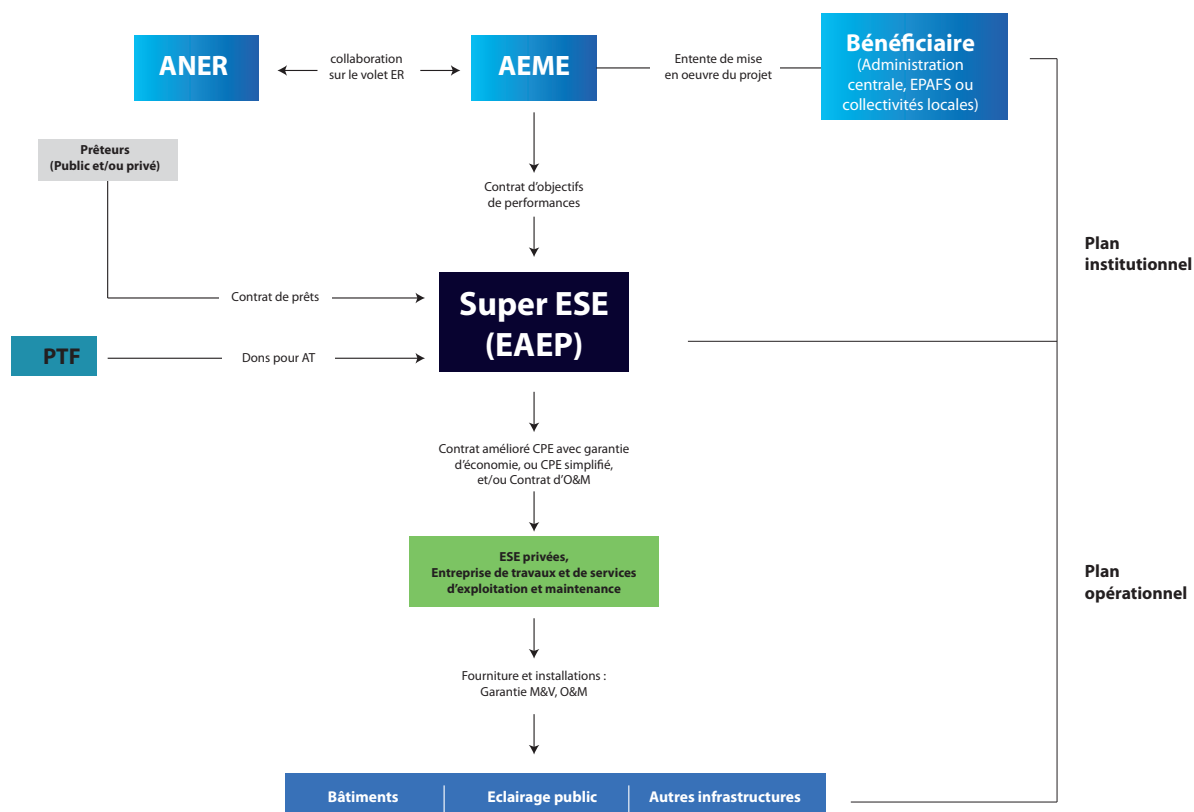 ANER
collaboration
sur le volet ER
AEME
Entente de mise
en oeuvre du projet
Bénéficiaire
(Administration
centrale, EPAFS ou
collectivités locales)
Prêteurs
(Public et/ou privé)
Contrat d'objectifs
de performances
Plan
institutionnel
Contrat de prêts
Super ESE
(EAEP)
PTF
Dons pour AT
Contrat amélioré CPE avec garantie
d'économie, ou CPE simplifié,
et/ou Contrat d'O&M
ESE privées,
Entreprise de travaux et de services
d'exploitation et maintenance
Plan
opérationnel
Fourniture et installations :
Garantie M&V, O&M
Bâtiments
Eclairage public
Autres infrastructures